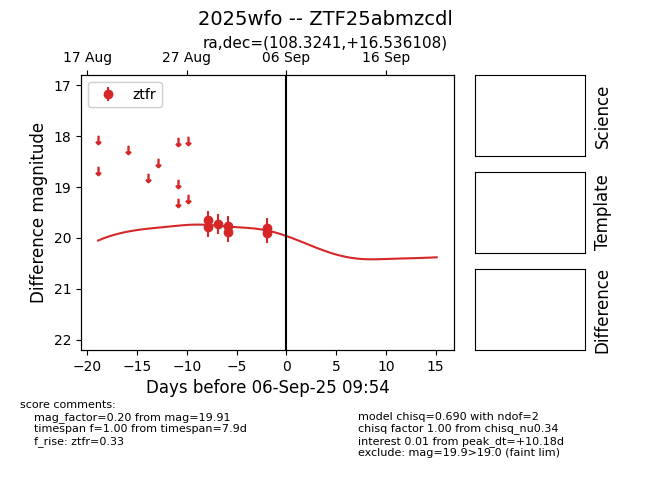 2025wfo -- ZTF25abmzcdl
ra,dec=(108.3241,+16.536108)
17 Aug 27 Aug 06 Sep 16 Sep
ztfr
17
18
19
20
21
22
Difference magnitude
−20 −15 −10 −5 0 5 10 15
Days before 06-Sep-25 09:54
Science
Template
Difference
score comments:
mag_factor=0.20 from mag=19.91
timespan f=1.00 from timespan=7.9d
f_rise: ztfr=0.33
model chisq=0.690 with ndof=2
chisq factor 1.00 from chisq_nu0.34
interest 0.01 from peak_dt=+10.18d
exclude: mag=19.9>19.0 (faint lim)